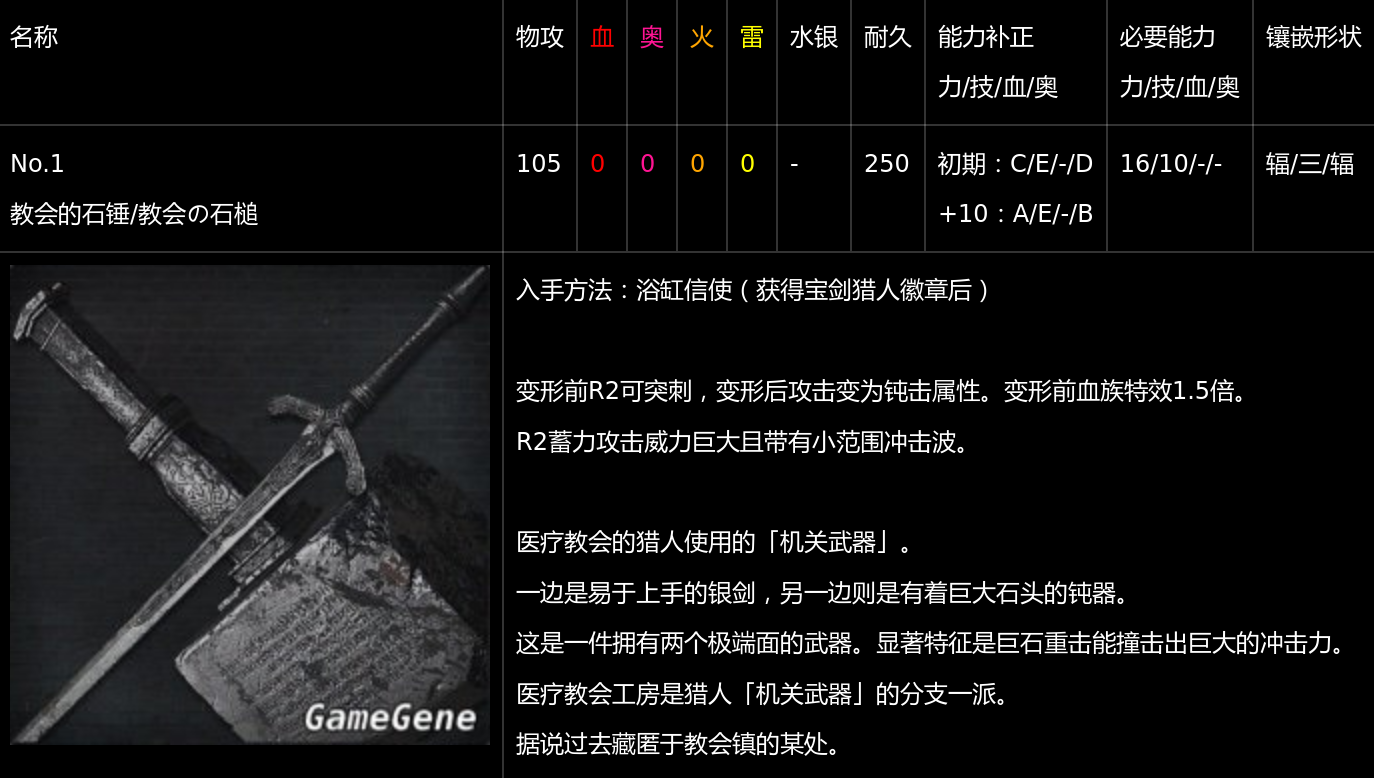 名称 物攻 血 奥 火 雷 水银 耐久 能力补正 必要能力 镶嵌形状
力/技/血/奥 力/技/血/奥
No.1 105 0 0 0 0 - 250 初期：C/E/-/D 16/10/-/- 辐/三/辐
教会的石锤/教会の石槌 +10：A/E/-/B
入手方法：浴缸信使（获得宝剑猎人徽章后）
变形前R2可突刺，变形后攻击变为钝击属性。变形前血族特效1.5倍。
R2蓄力攻击威力巨大且带有小范围冲击波。
医疗教会的猎人使用的「机关武器」。
一边是易于上手的银剑，另一边则是有着巨大石头的钝器。
这是一件拥有两个极端面的武器。显著特征是巨石重击能撞击出巨大的冲击力。
医疗教会工房是猎人「机关武器」的分支一派。
据说过去藏匿于教会镇的某处。
GameGene